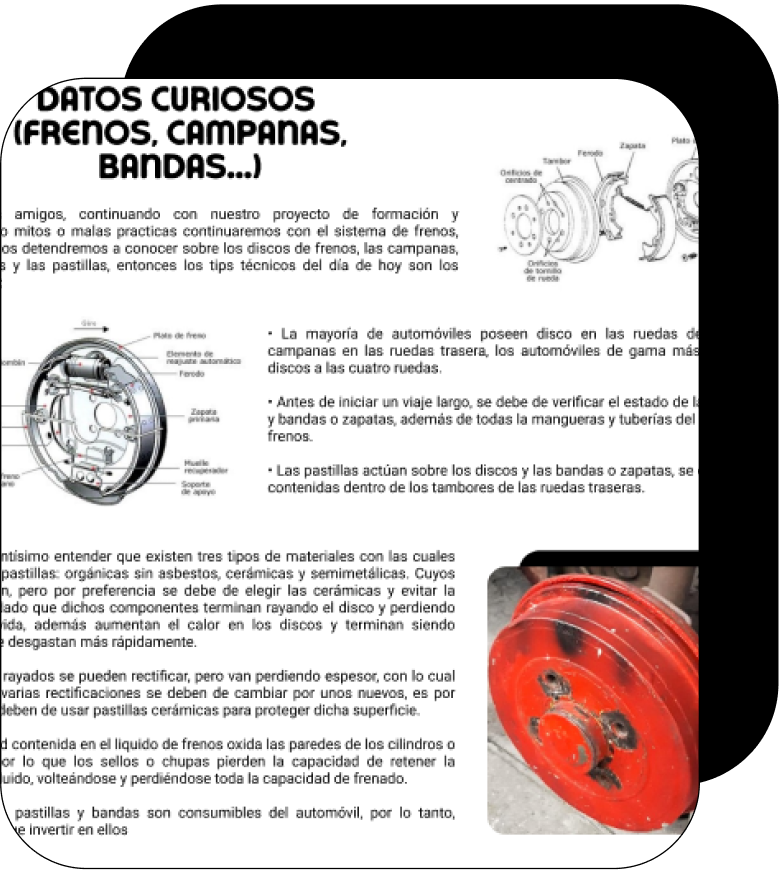 DATOS CURIOSOS
(FRENOS, CAMPANAS,
BANDAS...)
amigos, continuando con nuestro proyecto de formación y
o mitos o malas practicas continuaremos con el sistema de frenos,
os detendremos a conocer sobre los discos de frenos, las campanas,
s y las pastillas, entonces los tips técnicos del día de hoy son los
Orificios de
centrado
Tambor
Ferodo
Zapata
Plato
Orificios
de tornillo
de rueda
Giro
Plato de freno
Elemento de
reajuste automático
Ferodo
Zapata
primaria
Muelle
recuperador
Soporte
de apoyo
ombín
freno
ano
• La mayoría de automóviles poseen disco en las ruedas de
campanas en las ruedas trasera, los automóviles de gama más
discos a las cuatro ruedas.
• Antes de iniciar un viaje largo, se debe de verificar el estado de
y bandas o zapatas, además de todas la mangueras y tuberías del
frenos.
• Las pastillas actúan sobre los discos y las bandas o zapatas, se
contenidas dentro de los tambores de las ruedas traseras.
ntísimo entender que existen tres tipos de materiales con las cuales
pastillas: orgánicas sin asbestos, cerámicas y semimetálicas. Cuyos
n, pero por preferencia se debe de elegir las cerámicas y evitar la
lado que dichos componentes terminan rayando el disco y perdiendo
vida, además aumentan el calor en los discos y terminan siendo
e desgastan más rápidamente.
rayados se pueden rectificar, pero van perdiendo espesor, con lo cual
varias rectificaciones se deben de cambiar por unos nuevos, es por
deben de usar pastillas cerámicas para proteger dicha superficie.
d contenida en el liquido de frenos oxida las paredes de los cilindros o
or lo que los sellos o chupas pierden la capacidad de retener la
uido, volteándose y perdiéndose toda la capacidad de frenado.
pastillas y bandas son consumibles del automóvil, por lo tanto,
ue invertir en ellos